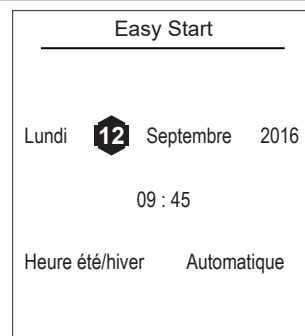 Easy Start
Lundi 12 Septembre 2016
09 : 45
Heure été/hiver Automatique